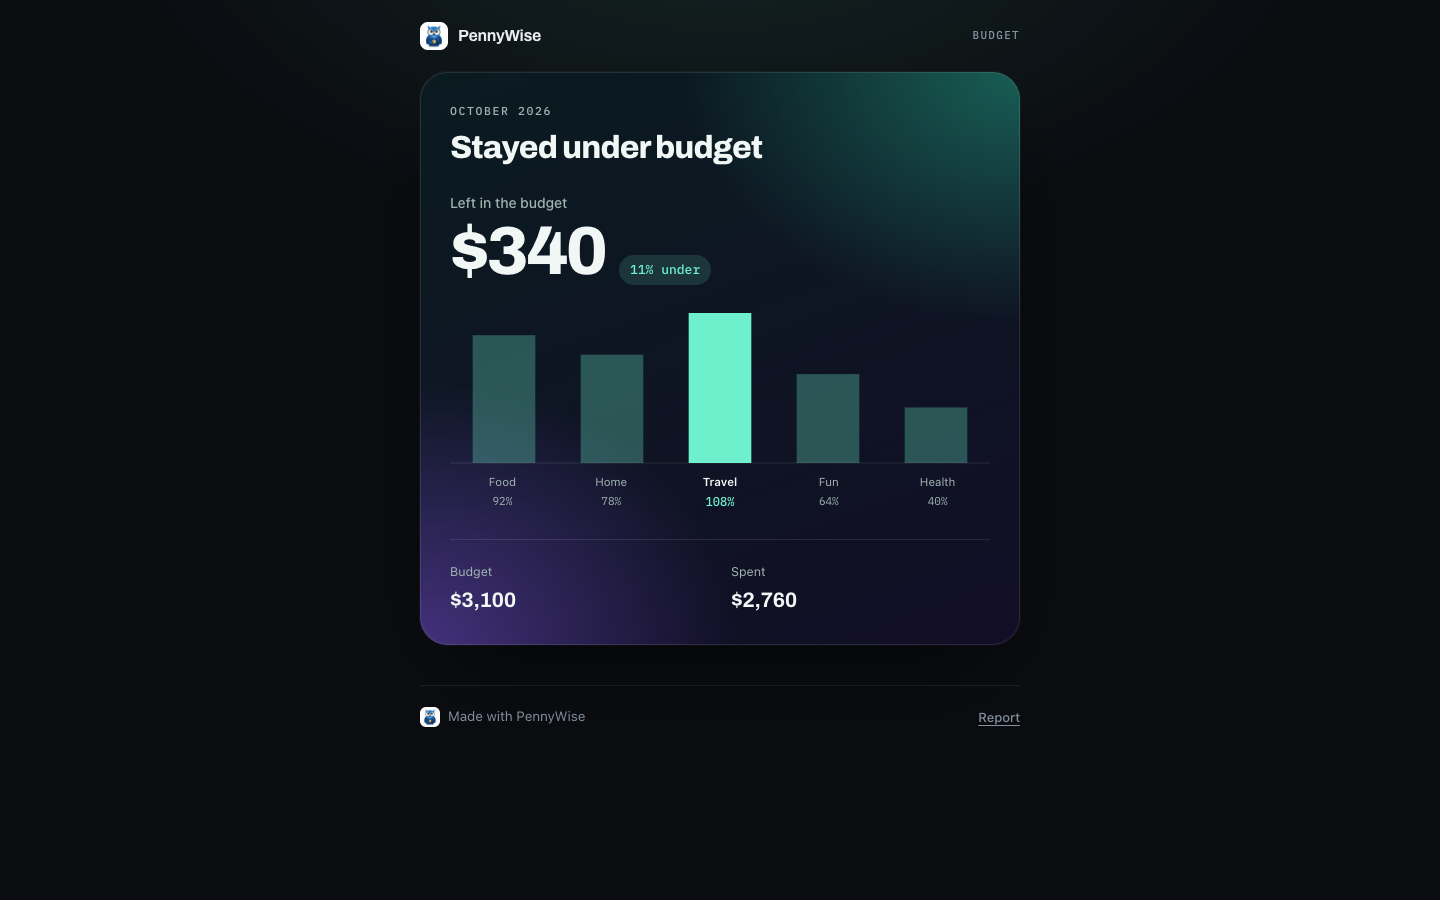 PennyWise
BUDGET
OCTOBER 2026
Stayed under budget
Left in the budget
$340
11% under
Food
Home
Travel
Fun
Health
92%
78%
108%
64%
40%
Budget
Spent
$3,100
$2,760
Made with PennyWise
Report